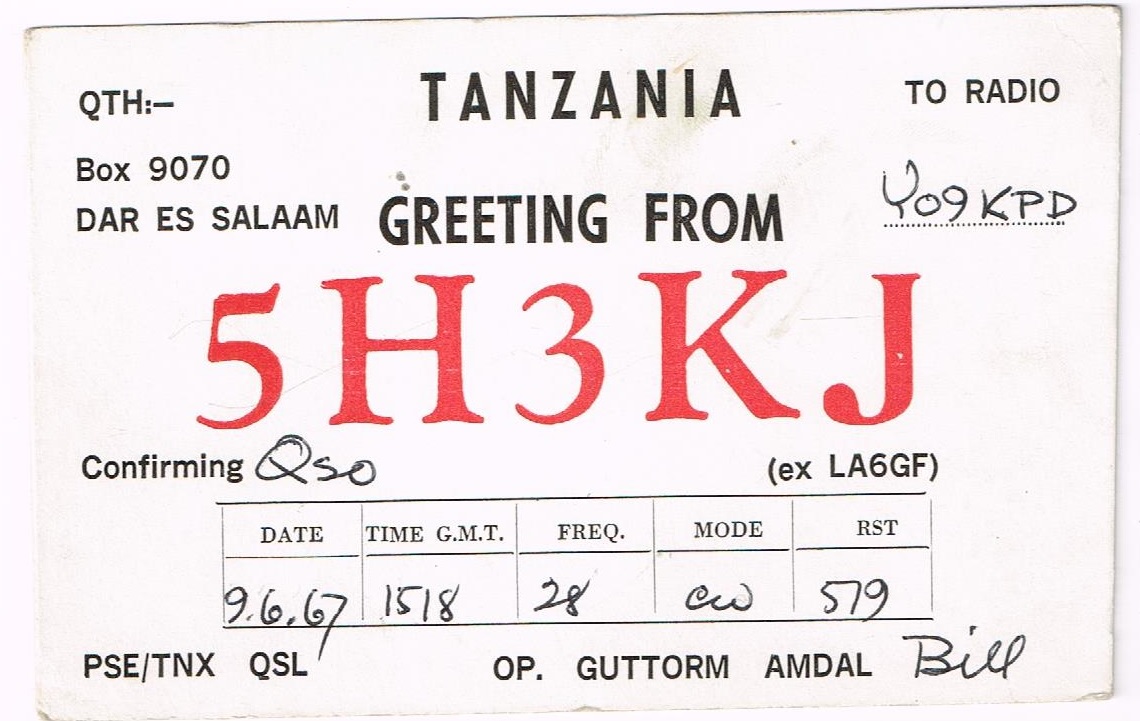 QTH:—
TANZANIA
TO RADIO
Box 9070
DAR ES SALAAM
GREETING FROM
YO9KPD
5H3KJ
Confirming QSO
(ex LA6GF)
DATE TIME G.M.T. FREQ. MODE RST
9.6.67 1518 28 cw 579
PSE/TNX QSL OP. GUTTORM AMDAL Bill